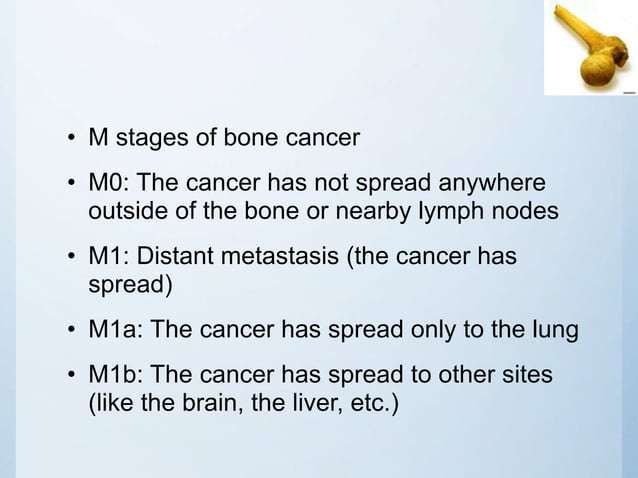 • M stages of bone cancer
• M0: The cancer has not spread anywhere
outside of the bone or nearby lymph nodes
• M1: Distant metastasis (the cancer has
spread)
• M1a: The cancer has spread only to the lung
• M1b: The cancer has spread to other sites
(like the brain, the liver, etc.)